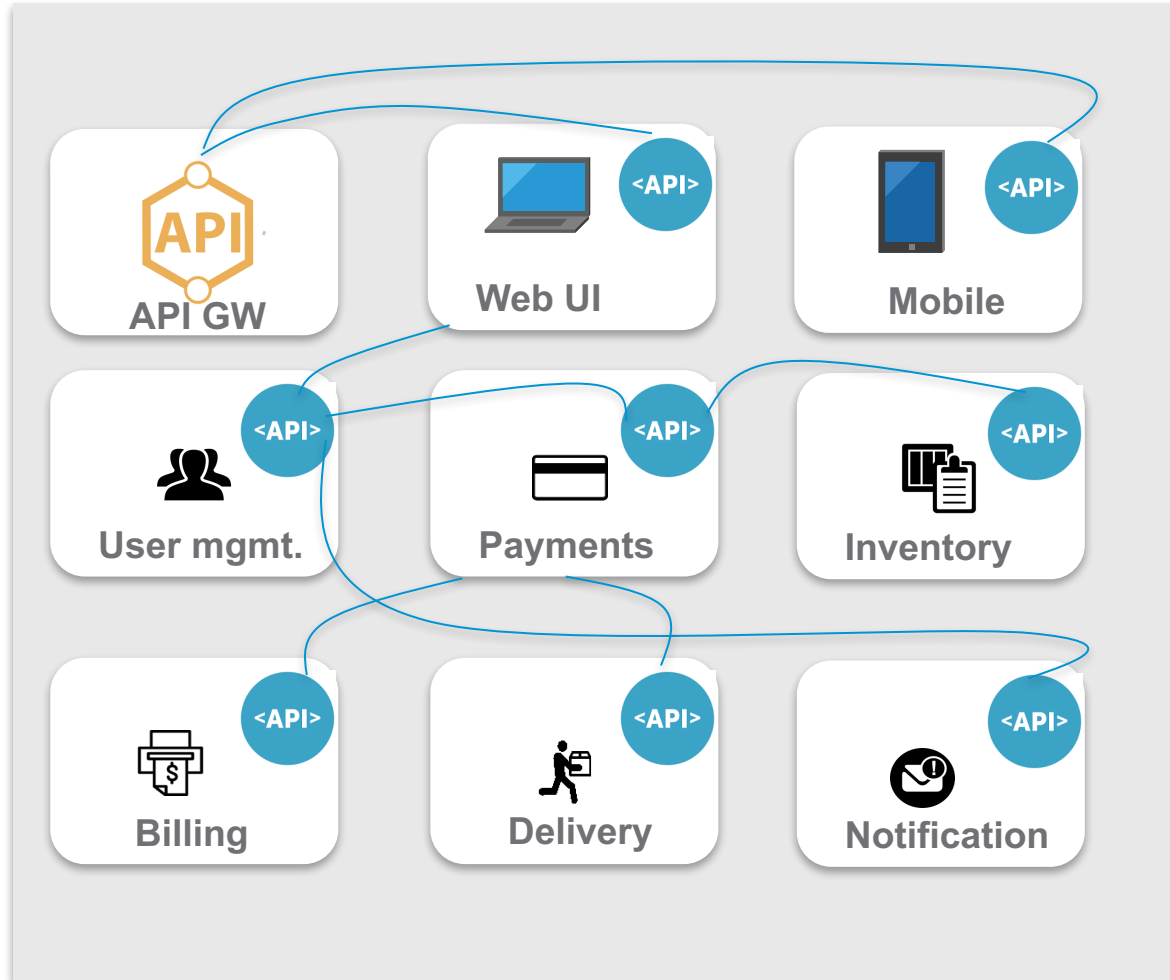 API
API GW
<API>
Web UI
<API>
Mobile
<API>
User mgmt.
<API>
Payments
<API>
Inventory
<API>
$
Billing
<API>
Delivery
<API>
!
Notification